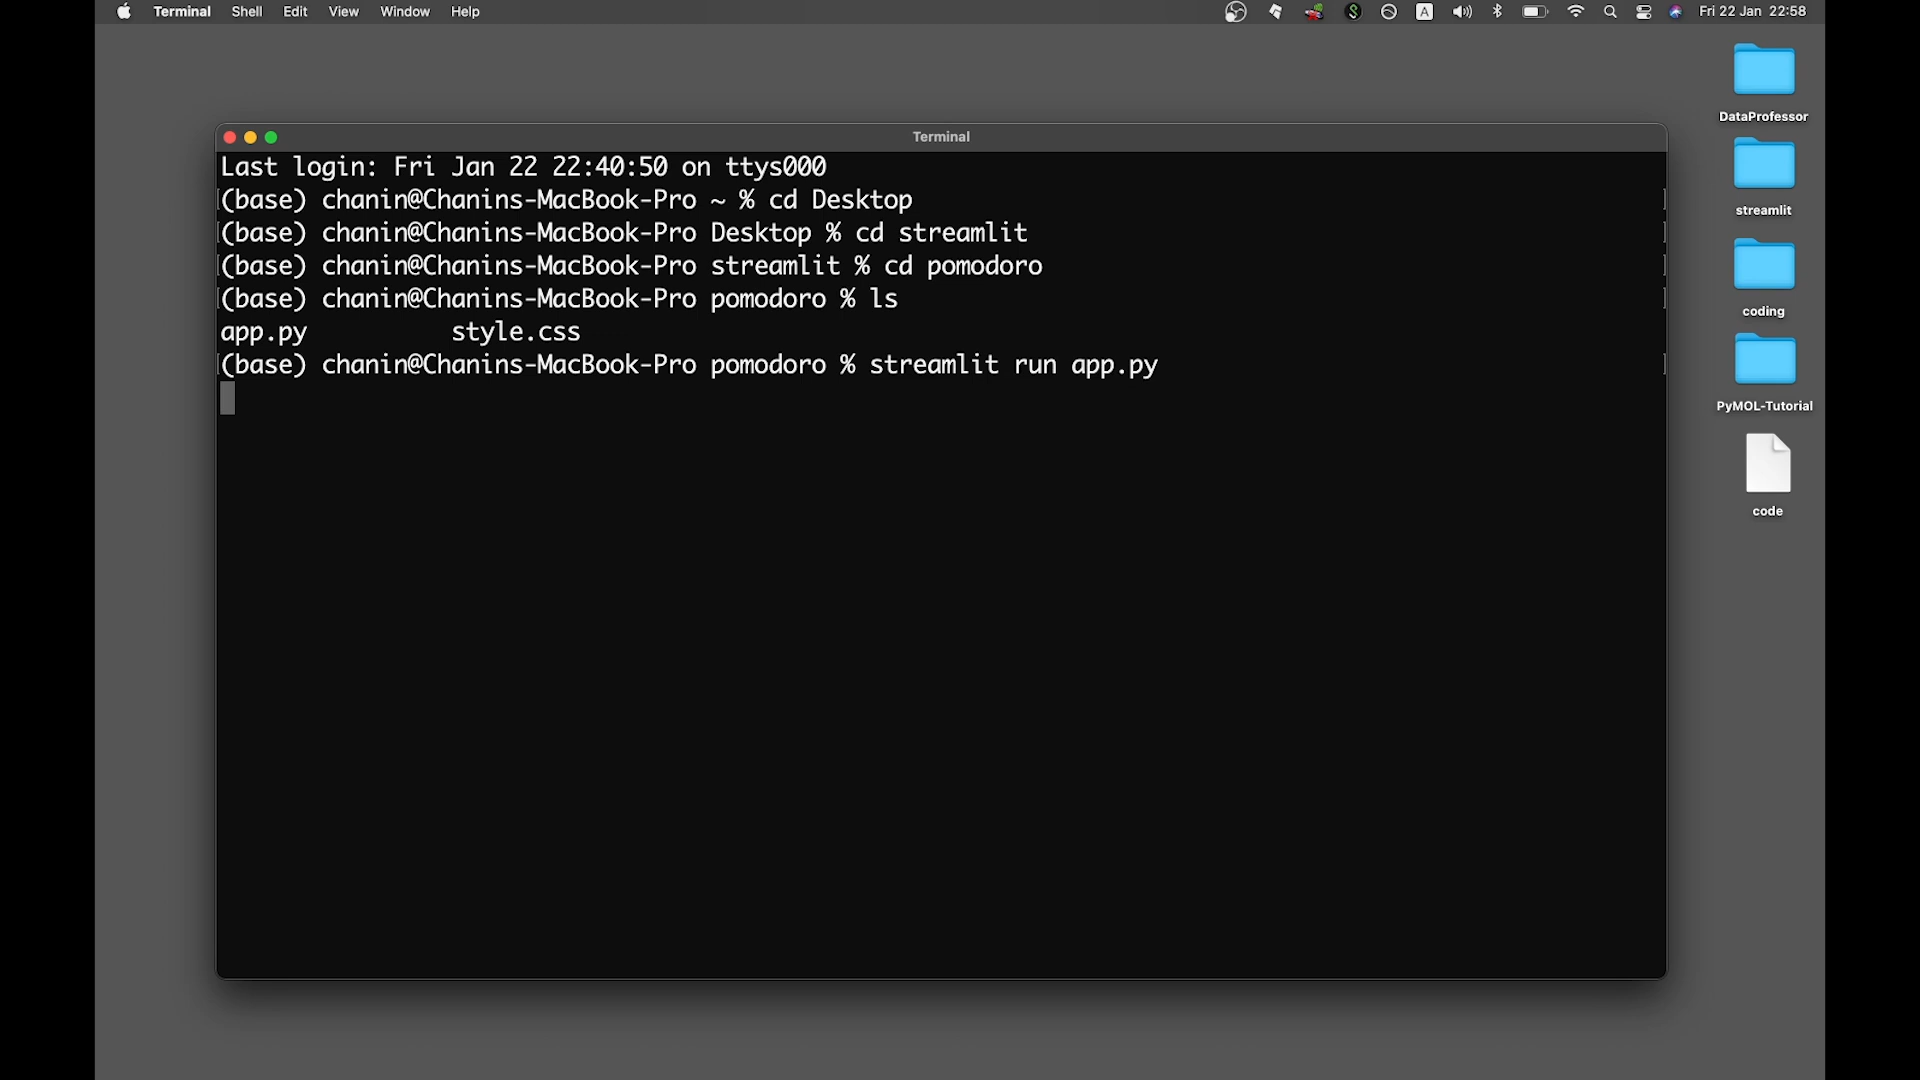 Terminal Shell Edit View Window Help A Fri 22 Jan 22:58
Terminal
Last login: Fri Jan 22 22:40:50 on ttys000
(base) chanin@Chanins-MacBook-Pro ~ % cd Desktop
(base) chanin@Chanins-MacBook-Pro Desktop % cd streamlit
(base) chanin@Chanins-MacBook-Pro streamlit % cd pomodoro
(base) chanin@Chanins-MacBook-Pro pomodoro % ls
app.py style.css
(base) chanin@Chanins-MacBook-Pro pomodoro % streamlit run app.py
DataProfessor
streamlit
coding
PyMOL-Tutorial
code